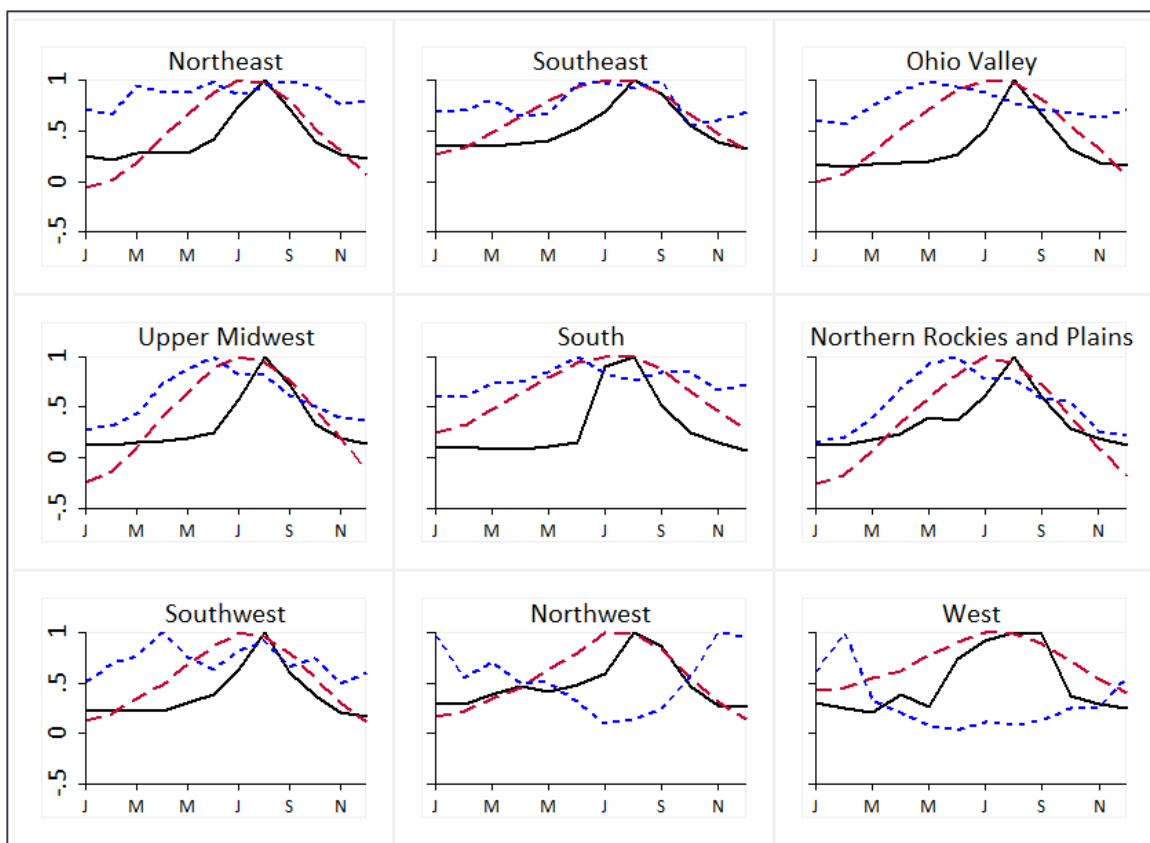 Northeast
1
.5
0
-.5
J M M J S N
Southeast
J M M J S N
Ohio Valley
J M M J S N
Upper Midwest
1
.5
0
-.5
J M M J S N
South
J M M J S N
Northern Rockies and Plains
J M M J S N
Southwest
1
.5
0
-.5
J M M J S N
Northwest
J M M J S N
West
J M M J S N